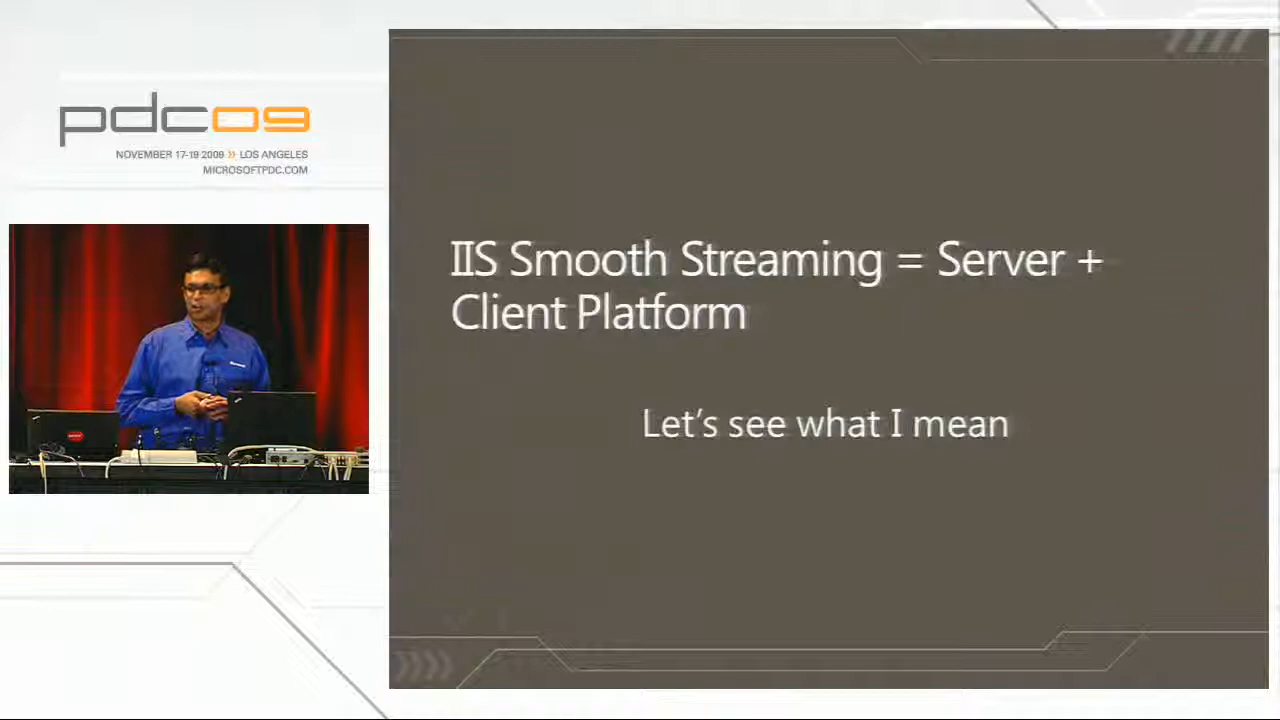 pdc09
NOVEMBER 17-19 2009 » LOS ANGELES
MICROSOFTPDC.COM
IIS Smooth Streaming = Server +
Client Platform
Let's see what I mean